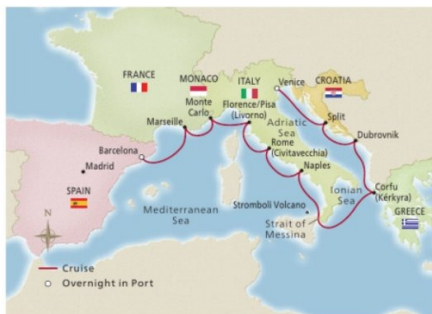 FRANCE
MONACO
ITALY
CROATIA
Venice
Monte
Carlo
Florence/Pisa
(Livorno)
Marseille
Adriatic
Sea
Split
Dubrovnik
Barcelona
Rome
(Civitavecchia)
Madrid
Naples
SPAIN
Ionian
Sea
Corfu
(Kérkyra)
Stromboli Volcano
Mediterranean
Sea
GREECE
Strait of
Messina
N
Cruise
Overnight in Port